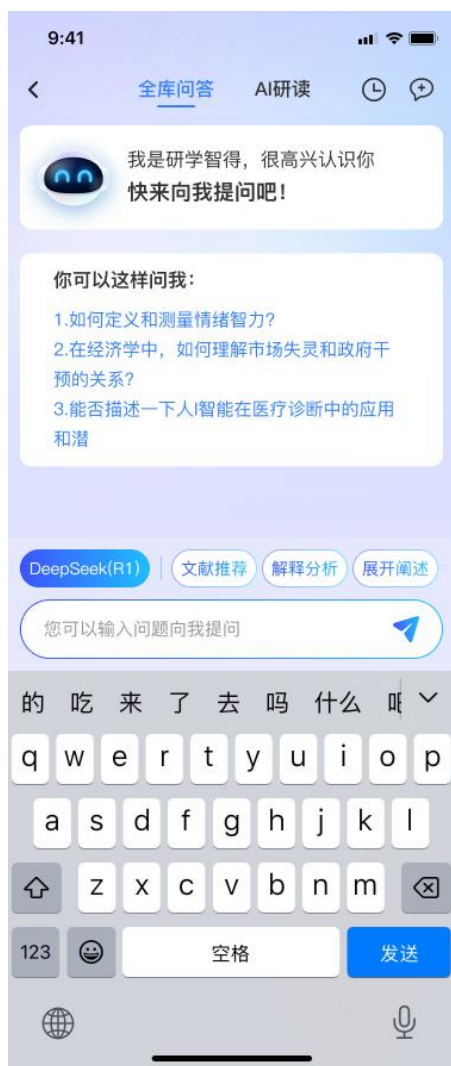 9:41
全库问答 AI研读
我是研学智得，很高兴认识你
快来向我提问吧！
你可以这样问我：
1.如何定义和测量情绪智力?
2.在经济学中，如何理解市场失灵和政府干
预的关系?
3.能否描述一下人I智能在医疗诊断中的应用
和潜
DeepSeek(R1) 文献推荐 解释分析 展开阐述
您可以输入问题向我提问
的 吃 来 了 去 吗 什么
q w e r t y u i o p
a s d f g h j k l
z x c v b n m
123 空格 发送